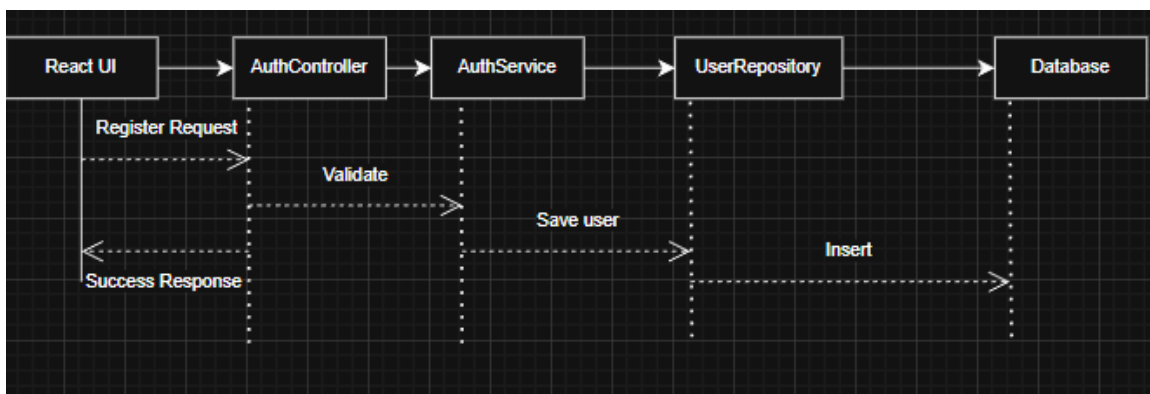 React UI
AuthController
AuthService
UserRepository
Database
Register Request
Validate
Save user
Insert
Success Response